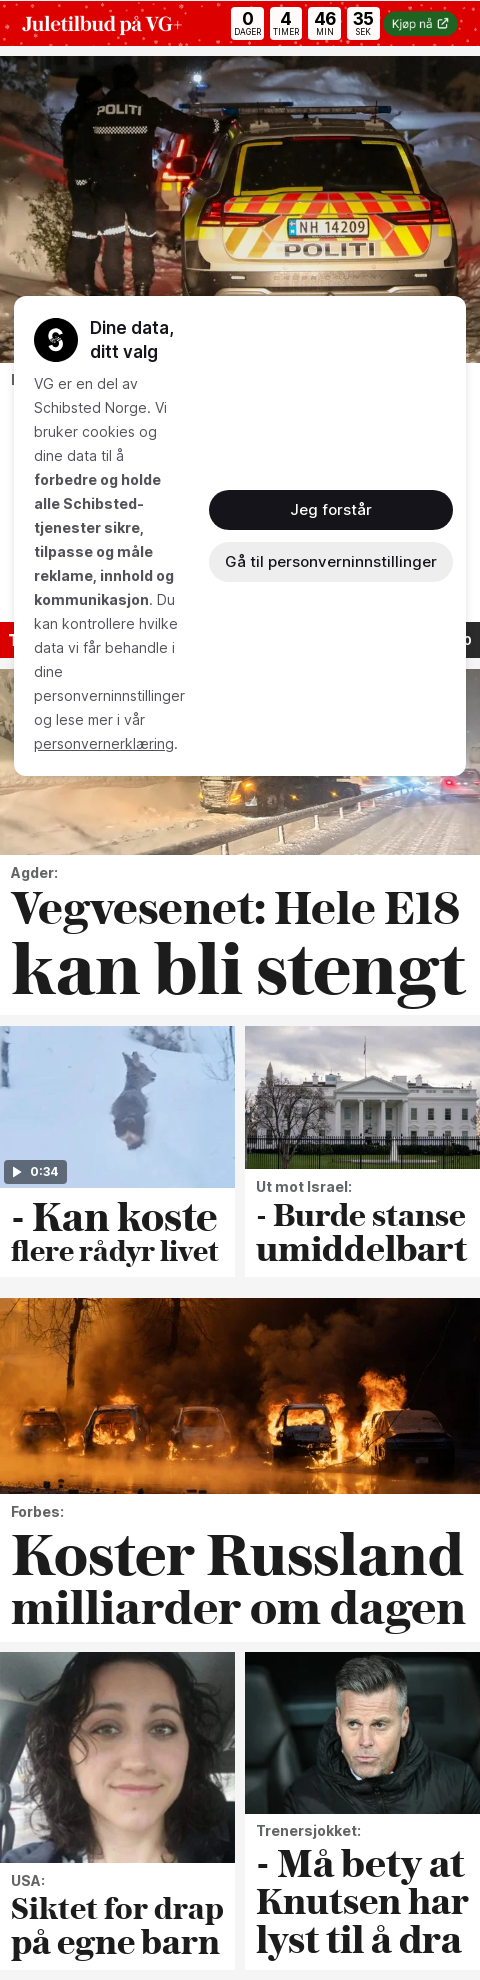 Juletilbud på VG+
0 4 46 35
DAGER TIMER MIN SEK
Kjøp nå
POLITI
NH 14209
POLITI
Dine data,
ditt valg
VG er en del av
Schibsted Norge. Vi
bruker cookies og
dine data til å
forbedre og holde
alle Schibsted-
tjenester sikre,
tilpasse og måle
reklame, innhold og
kommunikasjon. Du
kan kontrollere hvilke
data vi får behandle i
dine
personverninnstillinger
og lese mer i vår
personvernerklæring.
Jeg forstår
Gå til personverninnstillinger
Agder:
Vegvesenet: Hele E18
kan bli stengt
0:34
- Kan koste
flere rådyr livet
Ut mot Israel:
- Burde stanse
umiddelbart
Forbes:
Koster Russland
milliarder om dagen
USA:
Siktet for drap
på egne barn
Trenersjokket:
- Må bety at
Knutsen har
lyst til å dra